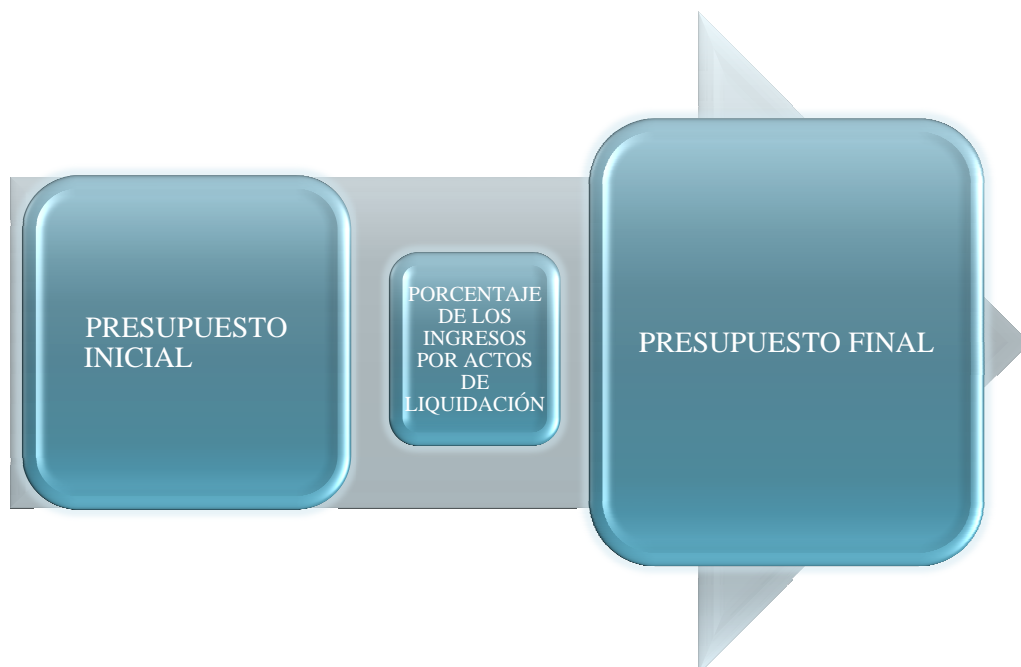 PRESUPUESTO
INICIAL
PORCENTAJE
DE LOS
INGRESOS
POR ACTOS
DE
LIQUIDACIÓN
PRESUPUESTO FINAL